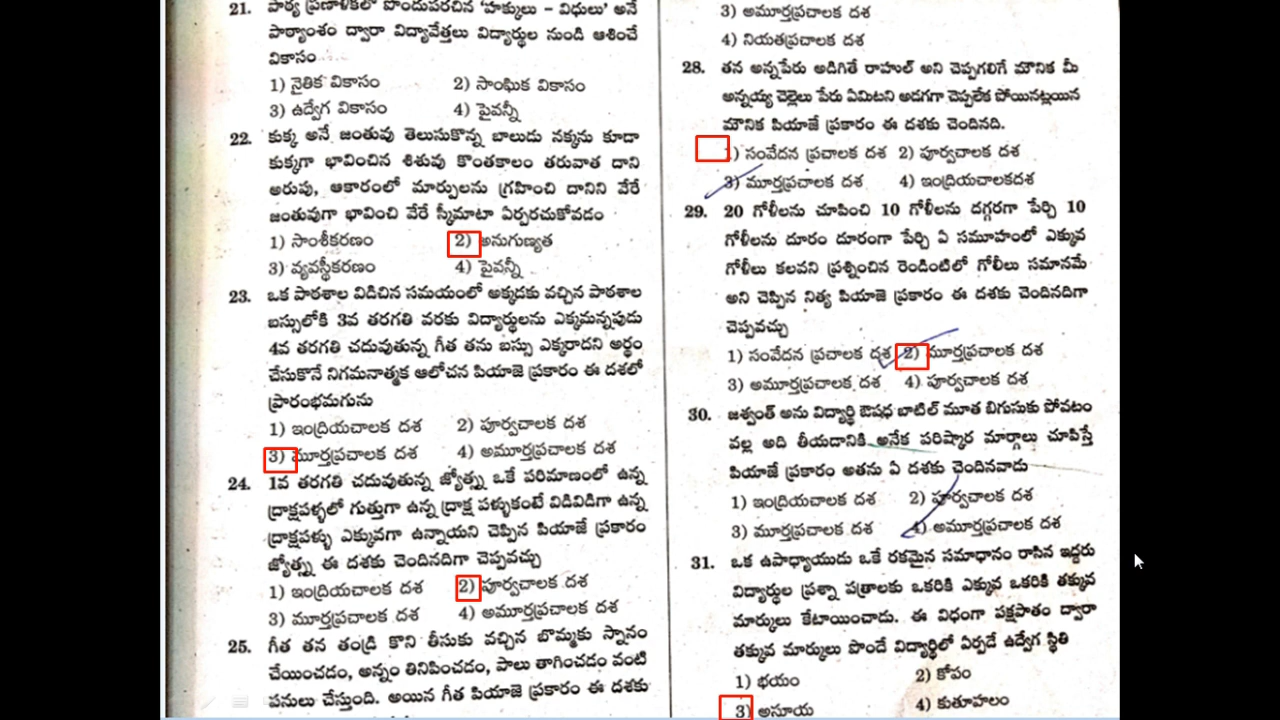 21. పాఠ్య ప్రణాళికలో పొందుపరచిన 'హక్కులు - విధులు' అనే
పాఠ్యాంశం ద్వారా విద్యావేత్తలు విద్యార్థుల నుండి ఆశించే
వికాసం
1) నైతిక వికాసం 2) సాంఘిక వికాసం
3) ఉద్వేగ వికాసం 4) పైవన్నీ
22. కుక్క అనే జంతువు తెలుసుకొన్న బాలుడు నక్కను కూడా
కుక్కగా భావించిన శిశువు కొంతకాలం తరువాత దాని
అరుపు, ఆకారంలో మార్పులను గ్రహించి దానిని వేరే
జంతువుగా భావించి వేరే స్కీమాటా ఏర్పరచుకోవడం
1) సాంశీకరణం 2) అనుగుణ్యత
3) వ్యవస్థీకరణం 4) పైవన్నీ
23. ఒక పాఠశాల విడిచిన సమయంలో అక్కడకు వచ్చిన పాఠశాల
బస్సులోకి 3వ తరగతి వరకు విద్యార్థులను ఎక్కమన్నపుడు
4వ తరగతి చదువుతున్న గీత తను బస్సు ఎక్కరాదని అర్థం
చేసుకొనే నిగమనాత్మక ఆలోచన పియాజె ప్రకారం ఈ దశలో
ప్రారంభమగును
1) ఇంద్రియచాలక దశ 2) పూర్వచాలక దశ
3) మూర్తప్రచాలక దశ 4) అమూర్తప్రచాలక దశ
24. 1వ తరగతి చదువుతున్న జ్యోత్స్న ఒకే పరిమాణంలో ఉన్న
ద్రాక్షపళ్ళలో గుత్తుగా ఉన్న ద్రాక్ష పళ్ళుకంటే విడివిడిగా ఉన్న
ద్రాక్షపళ్ళు ఎక్కువగా ఉన్నాయని చెప్పిన పియాజే ప్రకారం
జ్యోత్స్న ఈ దశకు చెందినదిగా చెప్పవచ్చు
1) ఇంద్రియచాలక దశ 2) పూర్వచాలక దశ
3) మూర్తప్రచాలక దశ 4) అమూర్తప్రచాలక దశ
25. గీత తన తండ్రి కొని తీసుకు వచ్చిన బొమ్మకు స్నానం
చేయించడం, అన్నం తినిపించడం, పాలు తాగించడం వంటి
పనులు చేస్తుంది. అయిన గీత పియాజె ప్రకారం ఈ దశకు
3) అమూర్తప్రచాలక దశ
4) నియతప్రచాలక దశ
28. తన అన్నపేరు అడిగితే రాహుల్ అని చెప్పగలిగే మౌనిక మీ
అన్నయ్య చెల్లెలు పేరు ఏమిటని అడగగా చెప్పలేక పోయినట్లయిన
మౌనిక పియాజే ప్రకారం ఈ దశకు చెందినది.
1) సంవేదన ప్రచాలక దశ 2) పూర్వచాలక దశ
3) మూర్తప్రచాలక దశ 4) ఇంద్రియచాలకదశ
29. 20 గోళీలను చూపించి 10 గోళీలను దగ్గరగా పేర్చి 10
గోళీలను దూరం దూరంగా పేర్చి ఏ సమూహంలో ఎక్కువ
గోళీలు కలవని ప్రశ్నించిన రెండింటిలో గోళీలు సమానమే
అని చెప్పిన నిత్య పియాజె ప్రకారం ఈ దశకు చెందినదిగా
చెప్పవచ్చు
1) సంవేదన ప్రచాలక దశ 2) మూర్తప్రచాలక దశ
3) అమూర్తప్రచాలక దశ 4) పూర్వచాలక దశ
30. జశ్వంత్ అను విద్యార్థి ఔషధ బాటిల్ మూత బిగుసుకు పోవటం
వల్ల అది తీయడానికి అనేక పరిష్కార మార్గాలు చూపిస్తే
పియాజే ప్రకారం అతను ఏ దశకు చెందినవాడు
1) ఇంద్రియచాలక దశ 2) పూర్వచాలక దశ
3) మూర్తప్రచాలక దశ 4) అమూర్తప్రచాలక దశ
31. ఒక ఉపాధ్యాయుడు ఒకే రకమైన సమాధానం రాసిన ఇద్దరు
విద్యార్థుల ప్రశ్నా పత్రాలకు ఒకరికి ఎక్కువ ఒకరికి తక్కువ
మార్కులు కేటాయించాడు. ఈ విధంగా పక్షపాతం ద్వారా
తక్కువ మార్కులు పొందే విద్యార్థిలో ఏర్పడే ఉద్వేగ స్థితి
1) భయం 2) కోపం
3) అసూయ 4) కుతూహలం